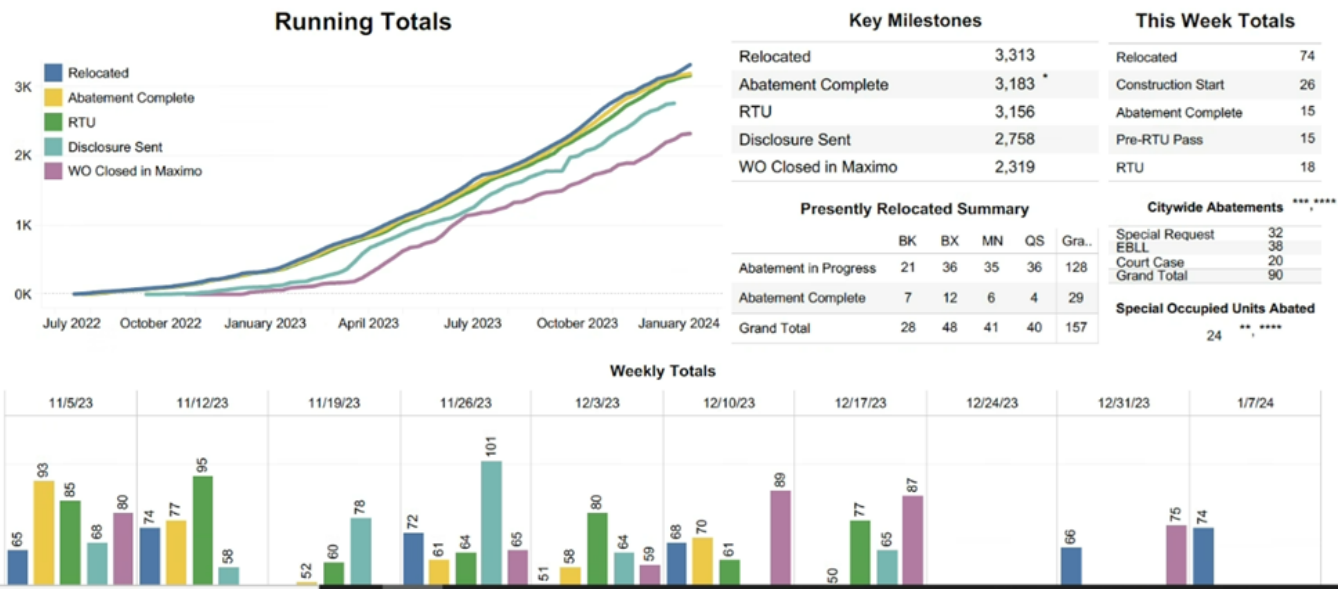 Running Totals
Relocated
Abatement Complete
RTU
Disclosure Sent
WO Closed in Maximo
3K
2K
1K
0K
July 2022 October 2022 January 2023 April 2023 July 2023 October 2023 January 2024
Key Milestones
Relocated 3,313
Abatement Complete 3,183 *
RTU 3,156
Disclosure Sent 2,758
WO Closed in Maximo 2,319
Presently Relocated Summary
BK BX MN QS Gra..
Abatement in Progress 21 36 35 36 128
Abatement Complete 7 12 6 4 29
Grand Total 28 48 41 40 157
This Week Totals
Relocated 74
Construction Start 26
Abatement Complete 15
Pre-RTU Pass 15
RTU 18
Citywide Abatements ***,****
Special Request 32
EBLL 38
Court Case 20
Grand Total 90
Special Occupied Units Abated
24 **, ****
Weekly Totals
11/5/23 11/12/23 11/19/23 11/26/23 12/3/23 12/10/23 12/17/23 12/24/23 12/31/23 1/7/24
65 93 85 68 80 74 77 95 58 52 60 78 72 61 64 101 65 51 58 80 64 59 68 70 61 89 50 77 65 87 66 75 74